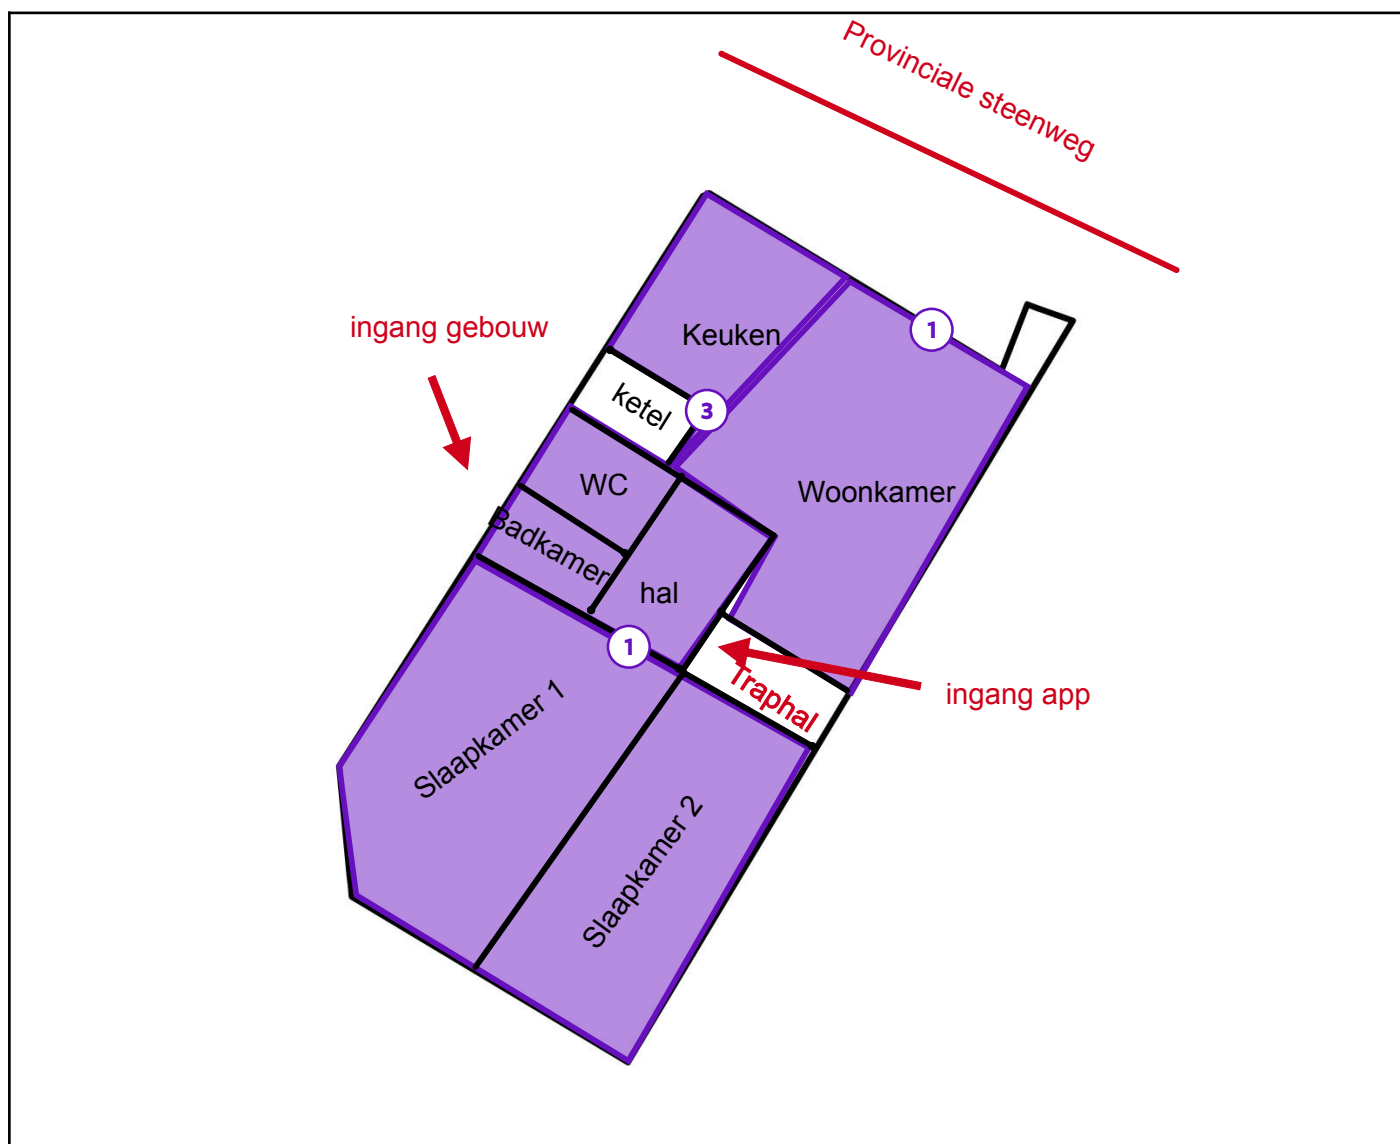 Provinciale steenweg
ingang gebouw
1
Keuken
ketel
3
WC
Woonkamer
Badkamer
hal
1
Traphal
ingang app
Slaapkamer 1
Slaapkamer 2